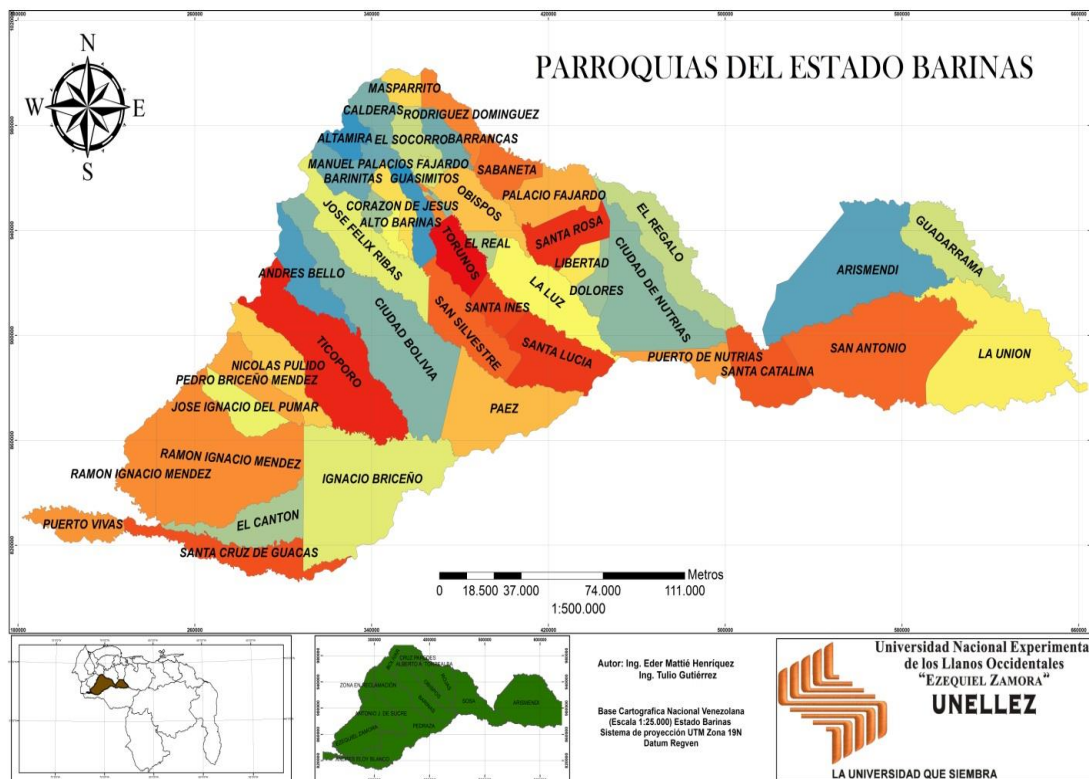 PARROQUIAS DEL ESTADO BARINAS
N
W
E
S
MASPARRITO
CALDERAS
RODRIGUEZ DOMINGUEZ
ALTAMIRA
EL SOCORRO
BARRANCAS
MANUEL PALACIOS FAJARDO
SABANETA
BARINITAS
GUASIMITOS
OBISPOS
PALACIO FAJARDO
CORAZON DE JESUS
ALTO BARINAS
JOSE FELIX RIBAS
TORUNOS
EL REAL
SANTA ROSA
EL REGALO
GUADARRAMA
LIBERTAD
CIUDAD DE NUTRIAS
ARISMENDI
ANDRES BELLO
DOLORES
LA LUZ
CIUDAD BOLIVIA
SAN SILVESTRE
SANTA INES
SANTA LUCIA
TICOPORO
PUERTO DE NUTRIAS
SANTA CATALINA
SAN ANTONIO
LA UNION
NICOLAS PULIDO
PEDRO BRICEÑO MENDEZ
JOSE IGNACIO DEL PUMAR
PAEZ
RAMON IGNACIO MENDEZ
RAMON IGNACIO MENDEZ
IGNACIO BRICEÑO
PUERTO VIVAS
EL CANTON
SANTA CRUZ DE GUACAS
Metros
0 18.500 37.000 74.000 111.000
1:500.000
Autor: Ing. Eder Mattié Henríquez
Ing. Tulio Gutiérrez
Base Cartografica Nacional Venezolana
(Escala 1:25.000) Estado Barinas
Sistema de proyección UTM Zona 19N
Datum Regven
Universidad Nacional Experimenta
de los Llanos Occidentales
"EZEQUIEL ZAMORA"
UNELLEZ
LA UNIVERSIDAD QUE SIEMBRA